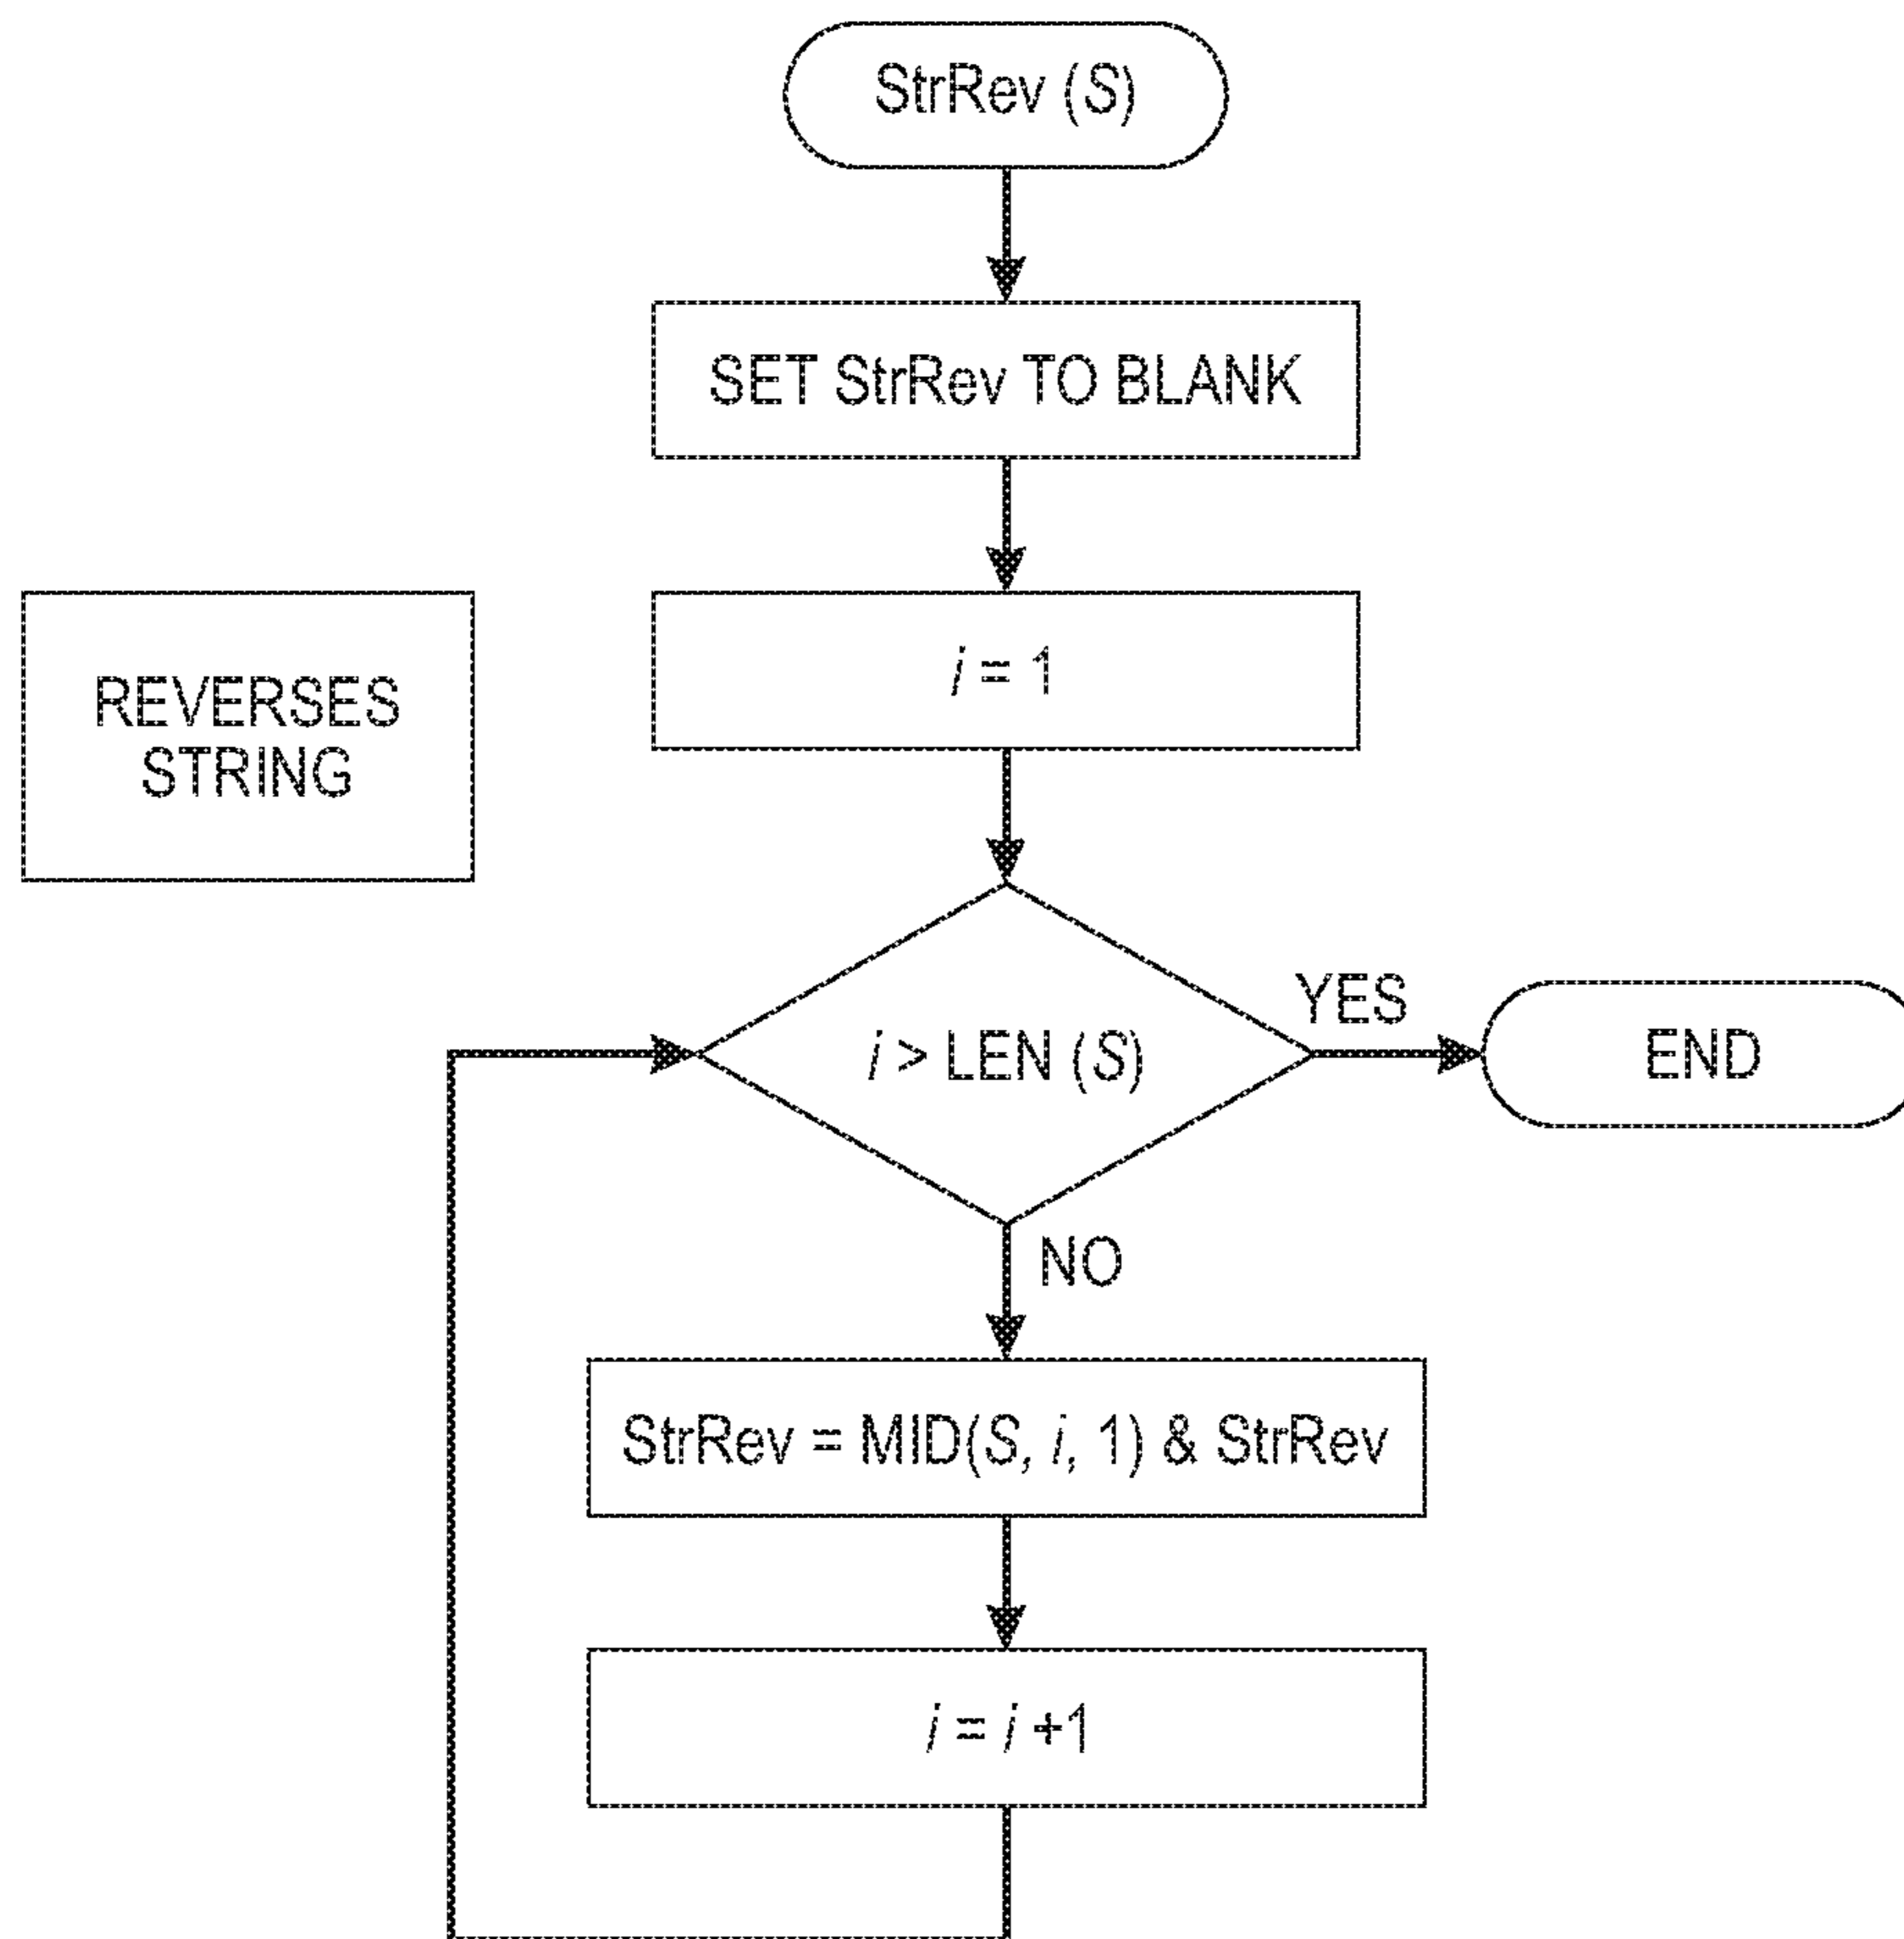 StrRev (S)
SET StrRev TO BLANK
i = 1
REVERSES
STRING
i > LEN (S)
YES
END
NO
StrRev = MID(S, i, 1) & StrRev
i = i +1